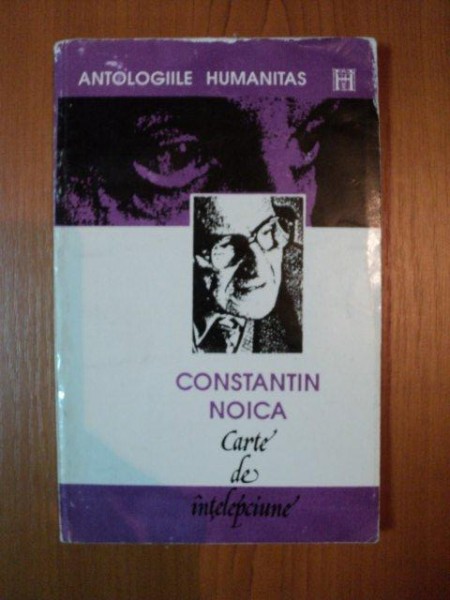 ANTOLOGIILE HUMANITAS
CONSTANTIN
NOICA
Carte
de
înțelepciune